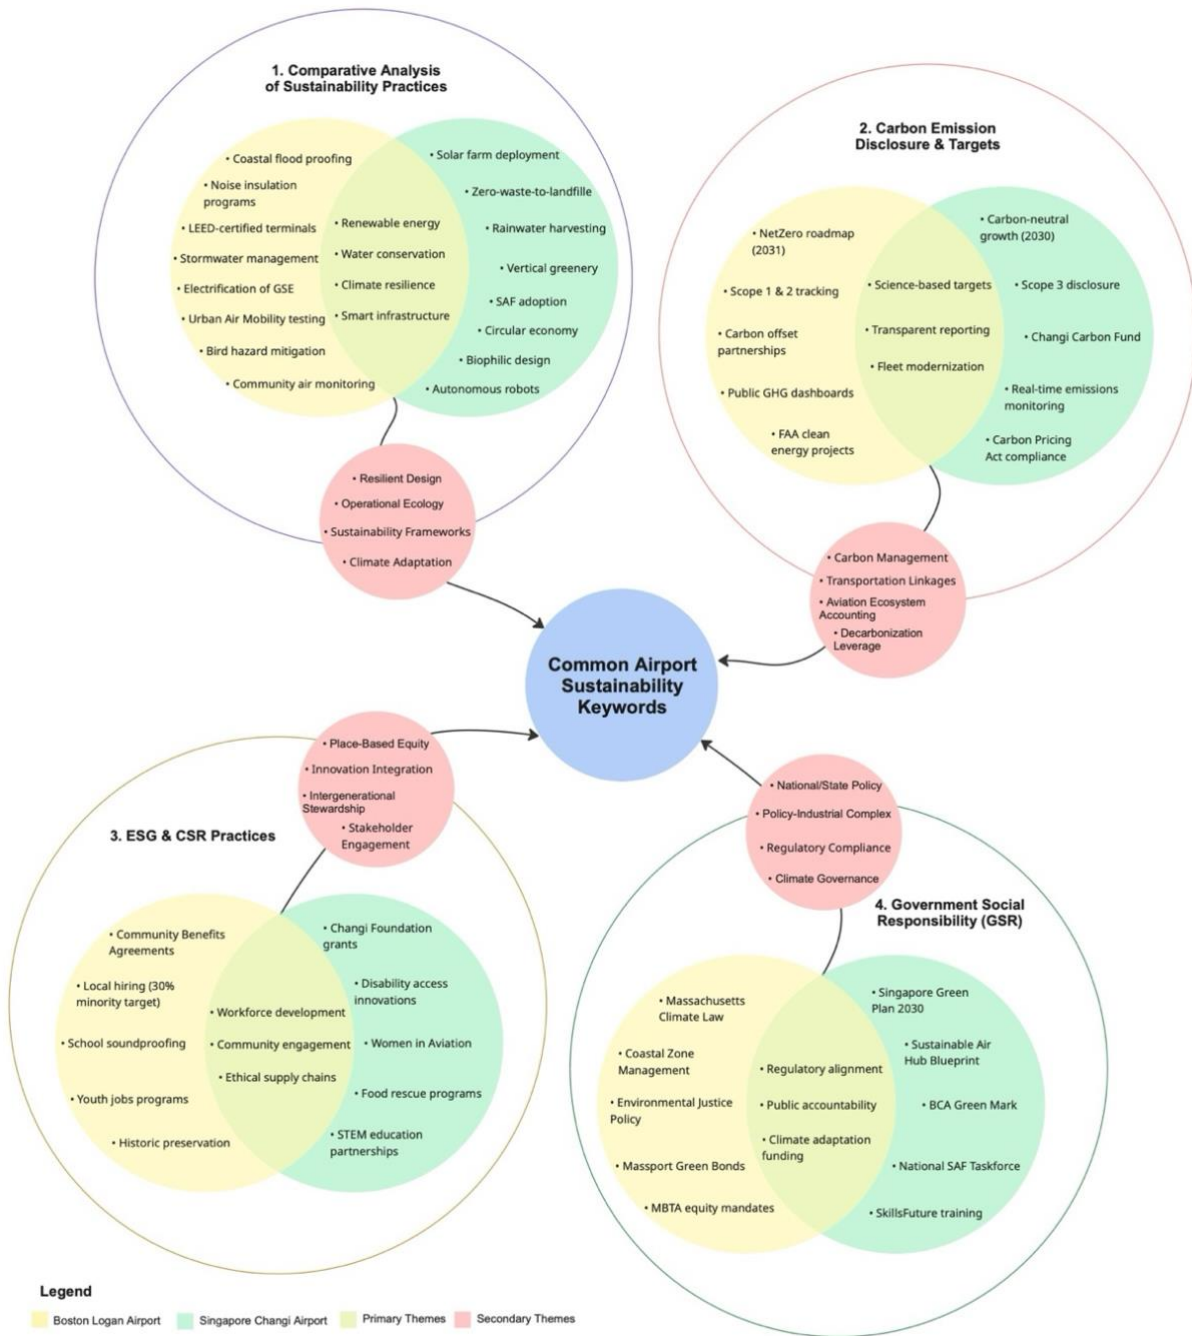 1. Comparative Analysis
of Sustainability Practices
• Coastal flood proofing
• Noise insulation
programs
• LEED-certified terminals
• Stormwater management
• Electrification of GSE
• Urban Air Mobility testing
• Bird hazard mitigation
• Community air monitoring
• Renewable energy
• Water conservation
• Climate resilience
• Smart infrastructure
• Solar farm deployment
• Zero-waste-to-landfille
• Rainwater harvesting
• Vertical greenery
• SAF adoption
• Circular economy
• Biophilic design
• Autonomous robots
• Resilient Design
• Operational Ecology
• Sustainability Frameworks
• Climate Adaptation
2. Carbon Emission
Disclosure & Targets
• NetZero roadmap
(2031)
• Scope 1 & 2 tracking
• Carbon offset
partnerships
• Public GHG dashboards
• FAA clean
energy projects
• Science-based targets
• Transparent reporting
• Fleet modernization
• Carbon-neutral
growth (2030)
• Scope 3 disclosure
• Changi Carbon Fund
• Real-time emissions
monitoring
• Carbon Pricing
Act compliance
• Carbon Management
• Transportation Linkages
• Aviation Ecosystem
Accounting
• Decarbonization
Leverage
Common Airport
Sustainability
Keywords
• Place-Based Equity
• Innovation Integration
• Intergenerational
Stewardship
• Stakeholder
Engagement
3. ESG & CSR Practices
• Community Benefits
Agreements
• Local hiring (30%
minority target)
• School soundproofing
• Youth jobs programs
• Historic preservation
• Workforce development
• Community engagement
• Ethical supply chains
• Changi Foundation
grants
• Disability access
innovations
• Women in Aviation
• Food rescue programs
• STEM education
partnerships
• National/State Policy
• Policy-Industrial Complex
• Regulatory Compliance
• Climate Governance
4. Government Social
Responsibility (GSR)
• Massachusetts
Climate Law
• Coastal Zone
Management
• Environmental Justice
Policy
• Massport Green Bonds
• MBTA equity mandates
• Regulatory alignment
• Public accountability
• Climate adaptation
funding
• Singapore Green
Plan 2030
• Sustainable Air
Hub Blueprint
• BCA Green Mark
• National SAF Taskforce
• SkillsFuture training
Legend
Boston Logan Airport
Singapore Changi Airport
Primary Themes
Secondary Themes